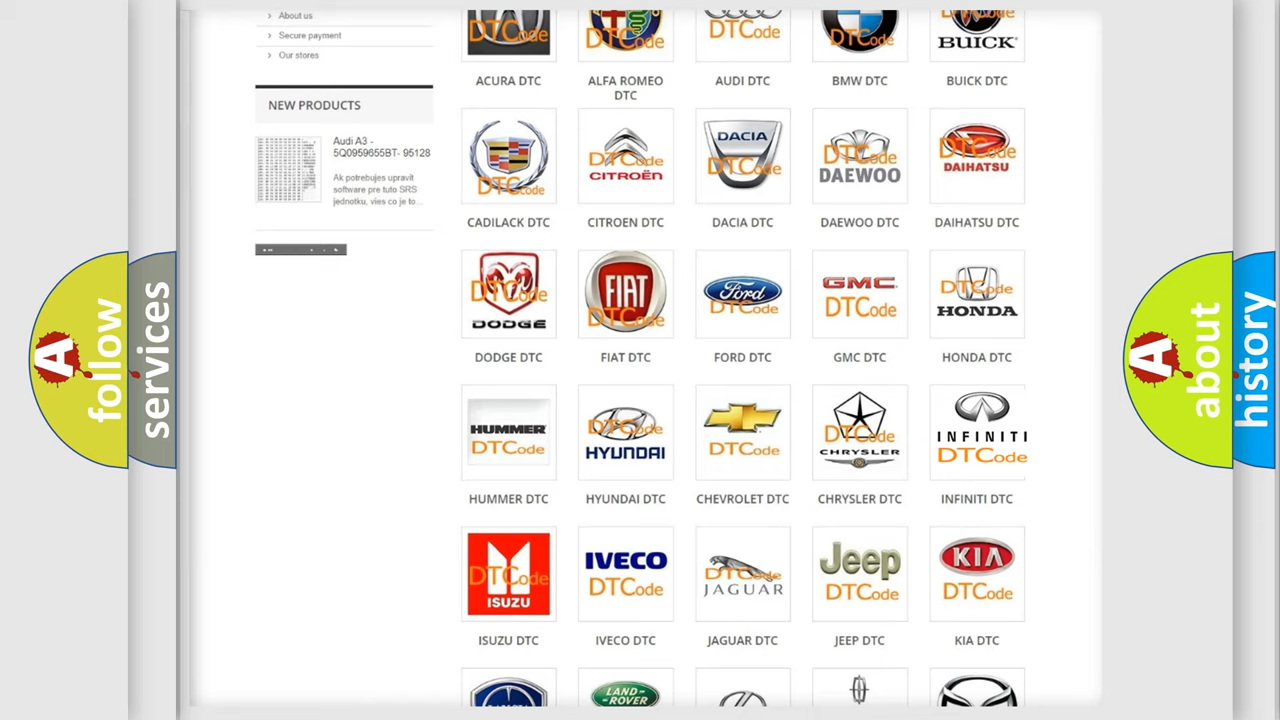 About us
Secure payment
Our stores
NEW PRODUCTS
Audi A3 -
5Q0959655BT- 95128
Ak potrebujes upravit
software pre tuto SRS
jednotku, vies co je to...
DTCode DTCode DTCode DTCode BUICK
ACURA DTC ALFA ROMEO DTC AUDI DTC BMW DTC BUICK DTC
DTCode
DTCode CITROËN
DACIA DTCode
DTCode DAEWOO
DTCode DAIHATSU
CADILACK DTC CITROEN DTC DACIA DTC DAEWOO DTC DAIHATSU DTC
DTCode DODGE
FIAT DTCode
Ford DTCode
GMC DTCode
DTCode HONDA
DODGE DTC FIAT DTC FORD DTC GMC DTC HONDA DTC
HUMMER DTCode
DTCode HYUNDAI
DTCode
DTCode CHRYSLER
INFINITI DTCode
HUMMER DTC HYUNDAI DTC CHEVROLET DTC CHRYSLER DTC INFINITI DTC
DTCode ISUZU
IVECO DTCode
DTCode JAGUAR
Jeep DTCode
KIA DTCode
ISUZU DTC IVECO DTC JAGUAR DTC JEEP DTC KIA DTC
LAND-
ROVER
A follow
services
A about
history